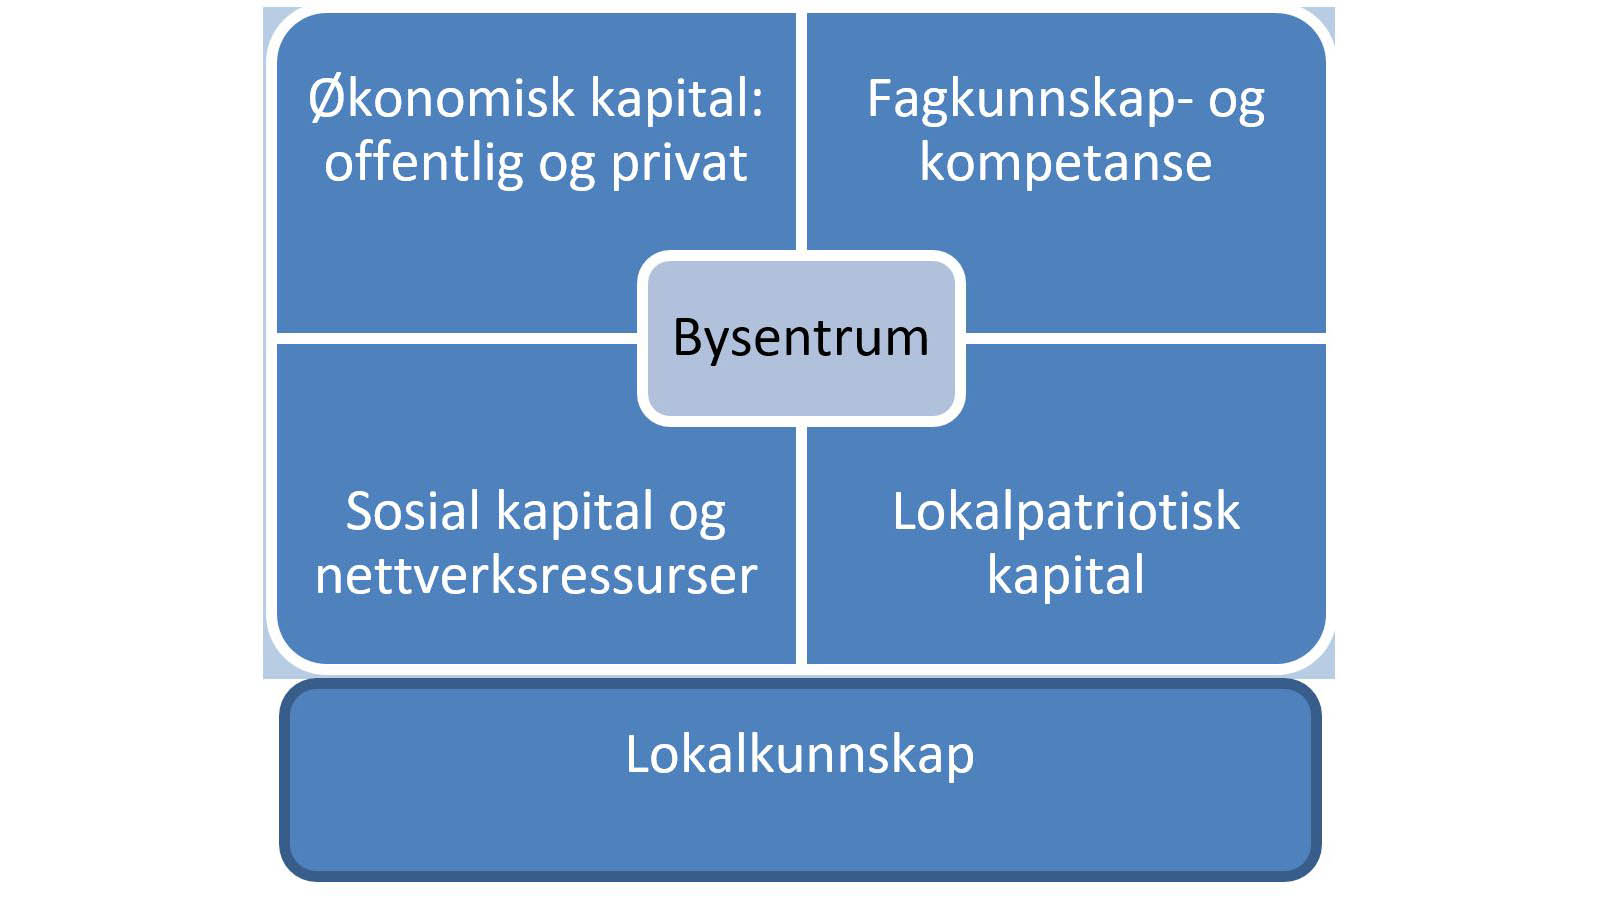 Økonomisk kapital:
offentlig og privat
Fagkunnskap- og
kompetanse
Bysentrum
Sosial kapital og
nettverksressurser
Lokalpatriotisk
kapital
Lokalkunnskap